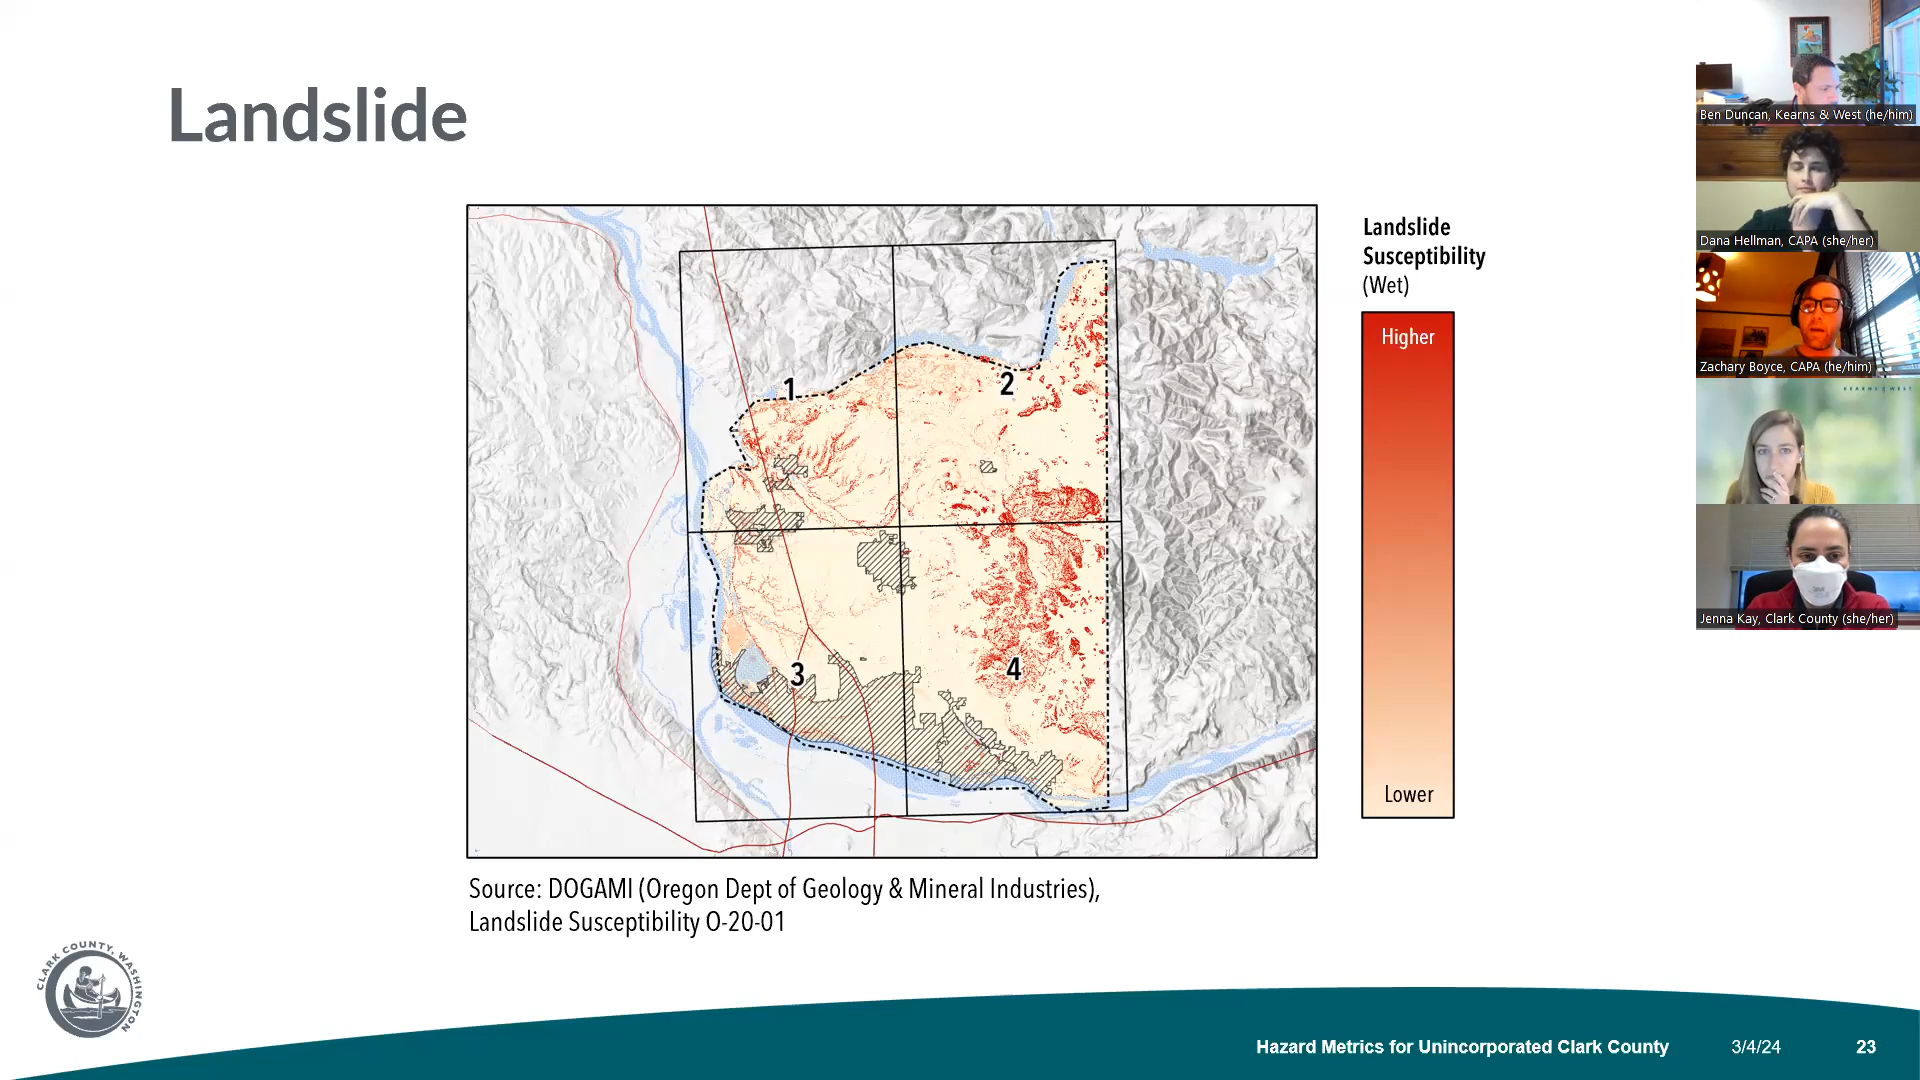 Landslide
1
2
3
4
Landslide
Susceptibility
(Wet)
Higher
Lower
Source: DOGAMI (Oregon Dept of Geology & Mineral Industries),
Landslide Susceptibility O-20-01
CLARK COUNTY, WASHINGTON
Hazard Metrics for Unincorporated Clark County
3/4/24
23
Ben Duncan, Kearns & West (he/him)
Dana Hellman, CAPA (she/her)
Zachary Boyce, CAPA (he/him)
KEARNS & WEST
Jenna Kay, Clark County (she/her)